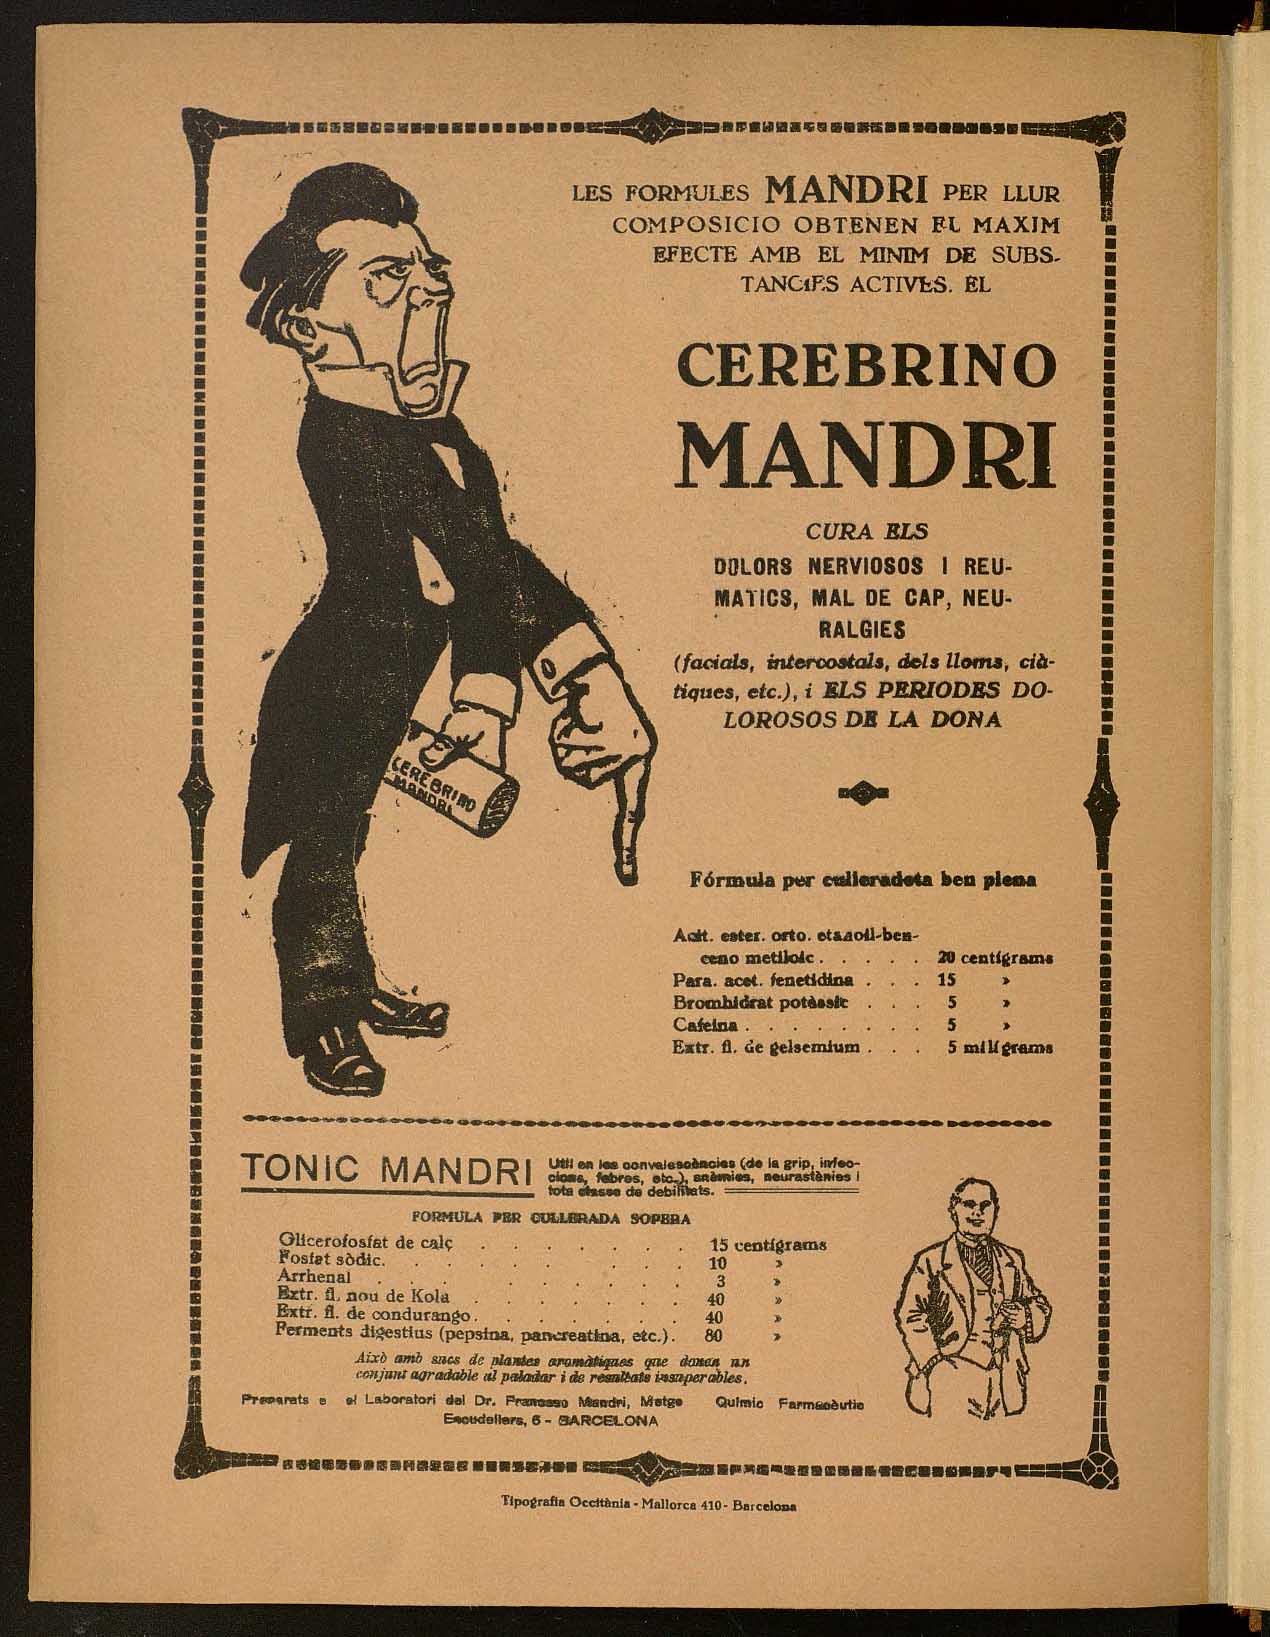 LES FORMULES MANDRI PER LLUR
COMPOSICIO OBTENEN EL MAXIM
EFECTE AMB EL MINIM DE SUBS-
TANCIES ACTIVES. EL
CEREBRINO
MANDRI
CURA ELS
DOLORS NERVIOSOS I REU-
MATICS, MAL DE CAP, NEU-
RALGIES
(facials, intercostals, dels lloms, cià-
tiques, etc.), i ELS PERIODES DO-
LOROSOS DE LA DONA
CEREBRINO
MANDRI
Fórmula per culleradeta ben plena
Acit. ester. orto. etanoil-ben-
ceno metiloic . . . . . 20 centígrams
Para. acet. fenetidina . . . 15 »
Bromhidrat potàssic . . . 5 »
Cafeina . . . . . . . . 5 »
Extr. fl. de gelsemium . . . 5 milígrams
TONIC MANDRI
Util en les convalescències (de la grip, infec-
cions, febres, etc.), anèmies, neurastènies i
tota classe de debilitats.
FORMULA PER CULLERADA SOPERA
Glicerofosfat de calç . . . . . . . 15 centígrams
Fosfat sòdic. . . . . . . . . 10 »
Arrhenal . . . . . . . . . 3 »
Extr. fl. nou de Kola . . . . . . 40 »
Extr. fl. de condurango . . . . . . 40 »
Ferments digestius (pepsina, pancreatina, etc.). 80 »
Això amb sucs de plantes aromàtiques que donen un
conjunt agradable al paladar i de resultats insuperables.
Preparats a el Laboratori del Dr. Francesc Mandri, Metge Quimic Farmacèutic
Escudellers, 6 - BARCELONA
Tipografia Occitània - Mallorca 410 - Barcelona